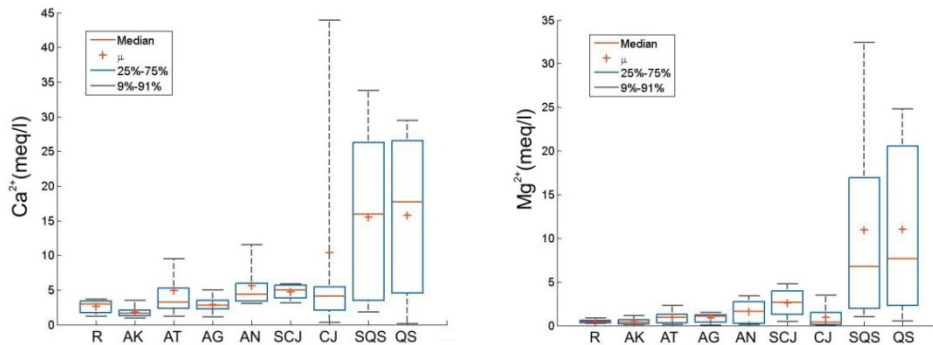 Ca2+(meq/l)
45
40
35
30
25
20
15
10
5
0
Median
μ
25%-75%
9%-91%
R AK AT AG AN SCJ CJ SQS QS
Mg2+(meq/l)
35
30
25
20
15
10
5
0
Median
μ
25%-75%
9%-91%
R AK AT AG AN SCJ CJ SQS QS